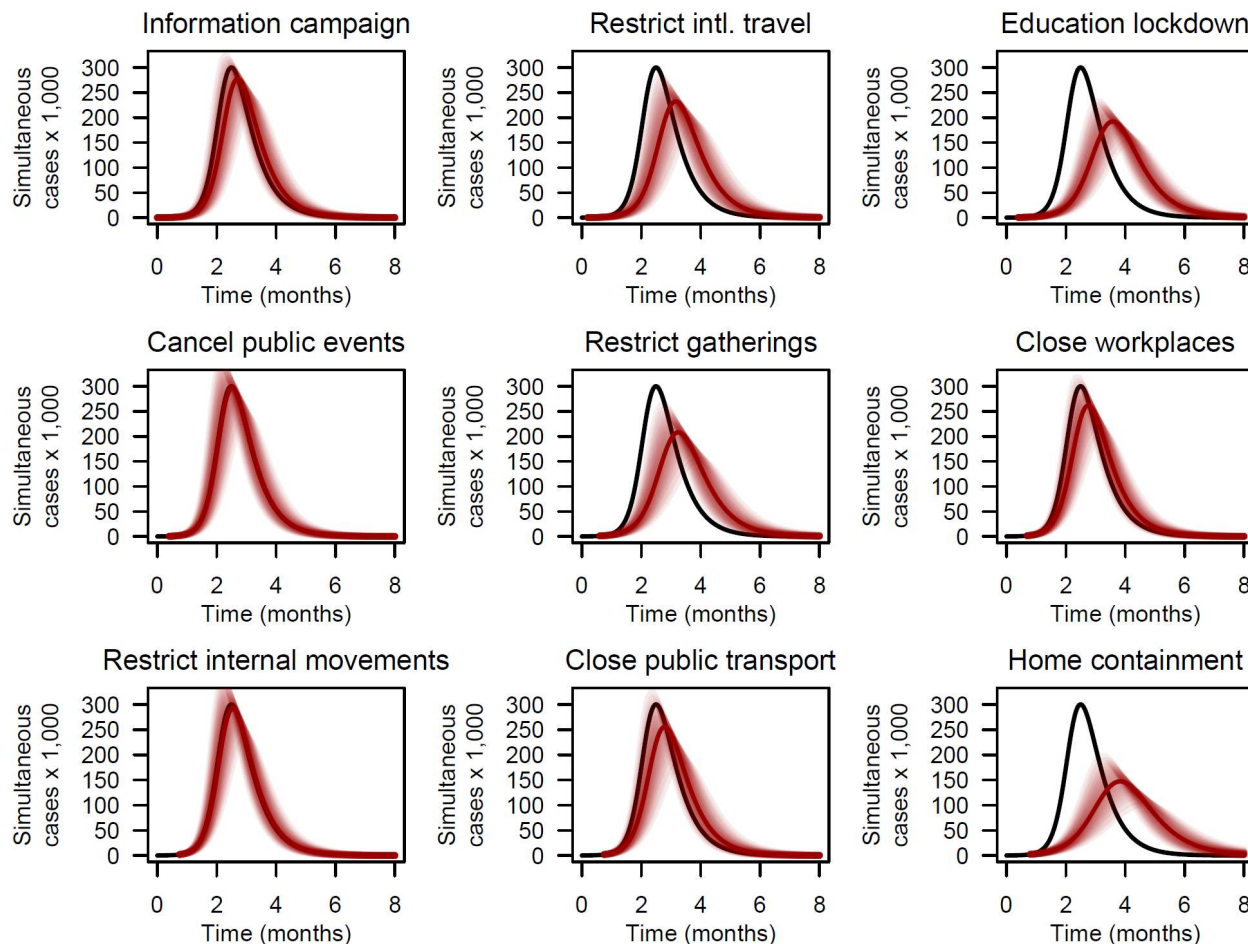 Information campaign
Simultaneous
cases x 1,000
300
250
200
150
100
50
0
0 2 4 6 8
Time (months)
Restrict intl. travel
Simultaneous
cases x 1,000
300
250
200
150
100
50
0
0 2 4 6 8
Time (months)
Education lockdown
Simultaneous
cases x 1,000
300
250
200
150
100
50
0
0 2 4 6 8
Time (months)
Cancel public events
Simultaneous
cases x 1,000
300
250
200
150
100
50
0
0 2 4 6 8
Time (months)
Restrict gatherings
Simultaneous
cases x 1,000
300
250
200
150
100
50
0
0 2 4 6 8
Time (months)
Close workplaces
Simultaneous
cases x 1,000
300
250
200
150
100
50
0
0 2 4 6 8
Time (months)
Restrict internal movements
Simultaneous
cases x 1,000
300
250
200
150
100
50
0
0 2 4 6 8
Time (months)
Close public transport
Simultaneous
cases x 1,000
300
250
200
150
100
50
0
0 2 4 6 8
Time (months)
Home containment
Simultaneous
cases x 1,000
300
250
200
150
100
50
0
0 2 4 6 8
Time (months)